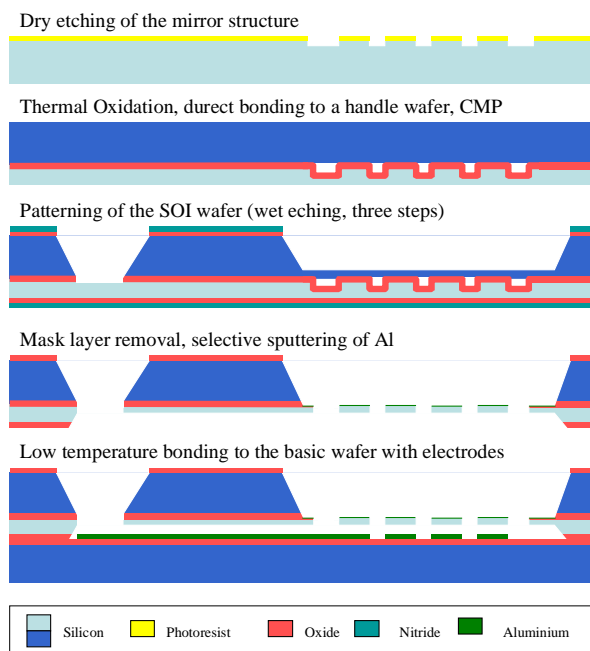 Dry etching of the mirror structure
Thermal Oxidation, durect bonding to a handle wafer, CMP
Patterning of the SOI wafer (wet eching, three steps)
Mask layer removal, selective sputtering of Al
Low temperature bonding to the basic wafer with electrodes
Silicon Photoresist Oxide Nitride Aluminium